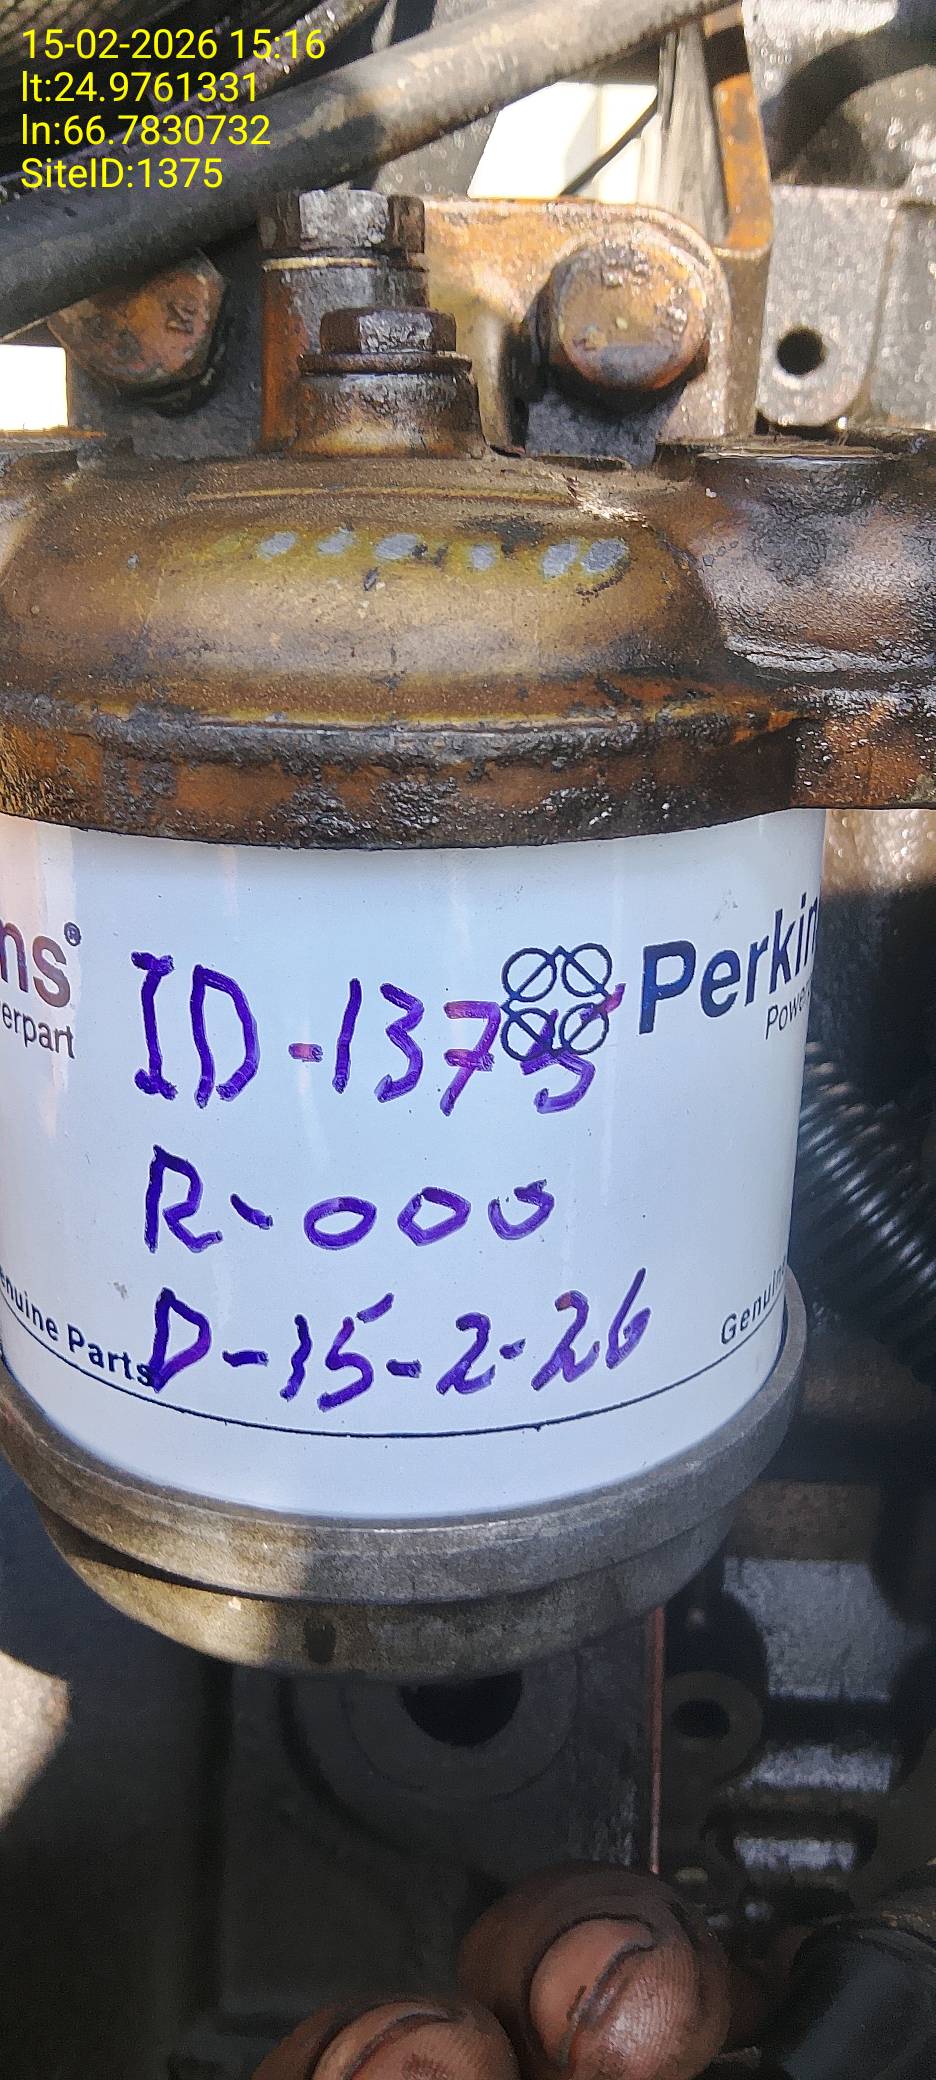 15-02-2026 15:16
lt:24.9761331
ln:66.7830732
SiteID:1375
ns®
erpart
Perkin
Power
ID-1375
R-000
D-15-2-26
enuine Parts
Genuine